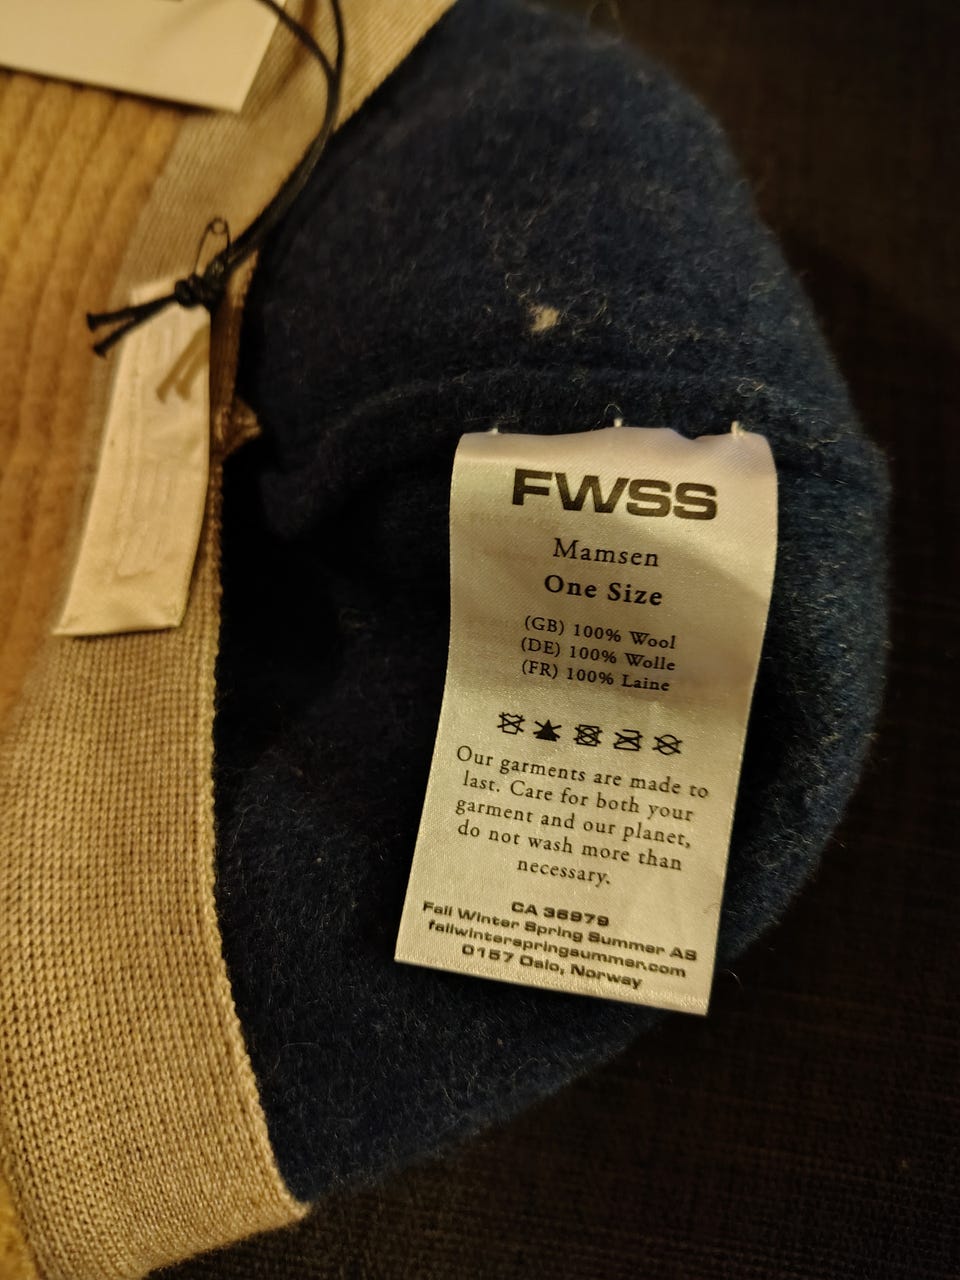 FWSS
Mamsen
One Size
(GB) 100% Wool
(DE) 100% Wolle
(FR) 100% Laine
Our garments are made to
last. Care for both your
garment and our planet,
do not wash more than
necessary.
CA 36979
Fall Winter Spring Summer AS
fallwinterspringsummer.com
0157 Oslo, Norway